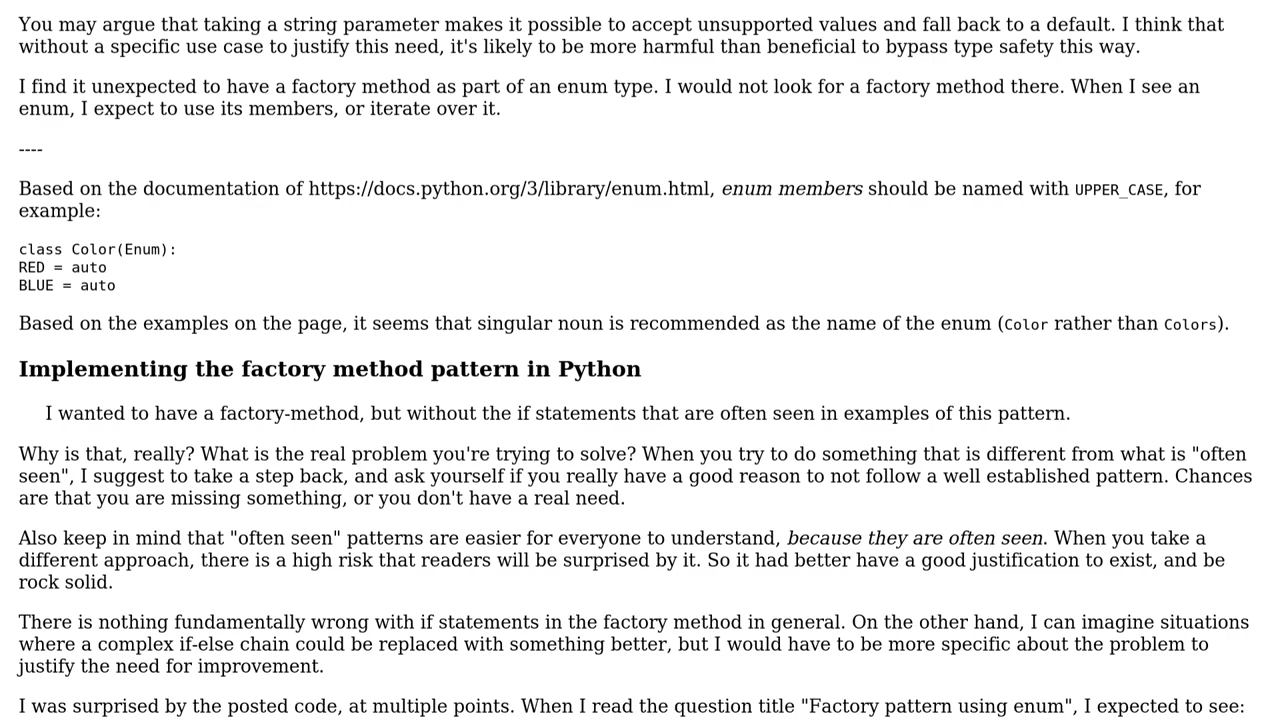 You may argue that taking a string parameter makes it possible to accept unsupported values and fall back to a default. I think that
without a specific use case to justify this need, it's likely to be more harmful than beneficial to bypass type safety this way.
I find it unexpected to have a factory method as part of an enum type. I would not look for a factory method there. When I see an
enum, I expect to use its members, or iterate over it.
----
Based on the documentation of https://docs.python.org/3/library/enum.html, enum members should be named with UPPER_CASE, for
example:
class Color(Enum):
RED = auto
BLUE = auto
Based on the examples on the page, it seems that singular noun is recommended as the name of the enum (Color rather than Colors).
Implementing the factory method pattern in Python
I wanted to have a factory-method, but without the if statements that are often seen in examples of this pattern.
Why is that, really? What is the real problem you're trying to solve? When you try to do something that is different from what is "often
seen", I suggest to take a step back, and ask yourself if you really have a good reason to not follow a well established pattern. Chances
are that you are missing something, or you don't have a real need.
Also keep in mind that "often seen" patterns are easier for everyone to understand, because they are often seen. When you take a
different approach, there is a high risk that readers will be surprised by it. So it had better have a good justification to exist, and be
rock solid.
There is nothing fundamentally wrong with if statements in the factory method in general. On the other hand, I can imagine situations
where a complex if-else chain could be replaced with something better, but I would have to be more specific about the problem to
justify the need for improvement.
I was surprised by the posted code, at multiple points. When I read the question title "Factory pattern using enum", I expected to see: